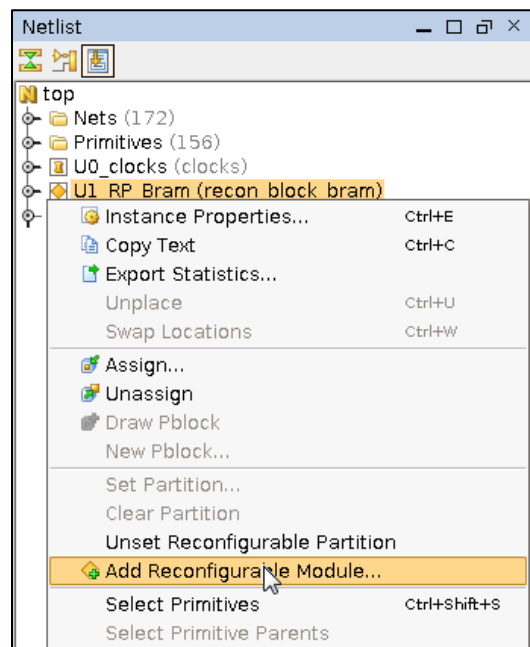 Netlist
top
Nets (172)
Primitives (156)
U0_clocks (clocks)
U1_RP_Bram (recon_block_bram)
Instance Properties... Ctrl+E
Copy Text Ctrl+C
Export Statistics...
Unplace Ctrl+U
Swap Locations Ctrl+W
Assign...
Unassign
Draw Pblock
New Pblock...
Set Partition...
Clear Partition
Unset Reconfigurable Partition
Add Reconfigurable Module...
Select Primitives Ctrl+Shift+S
Select Primitive Parents